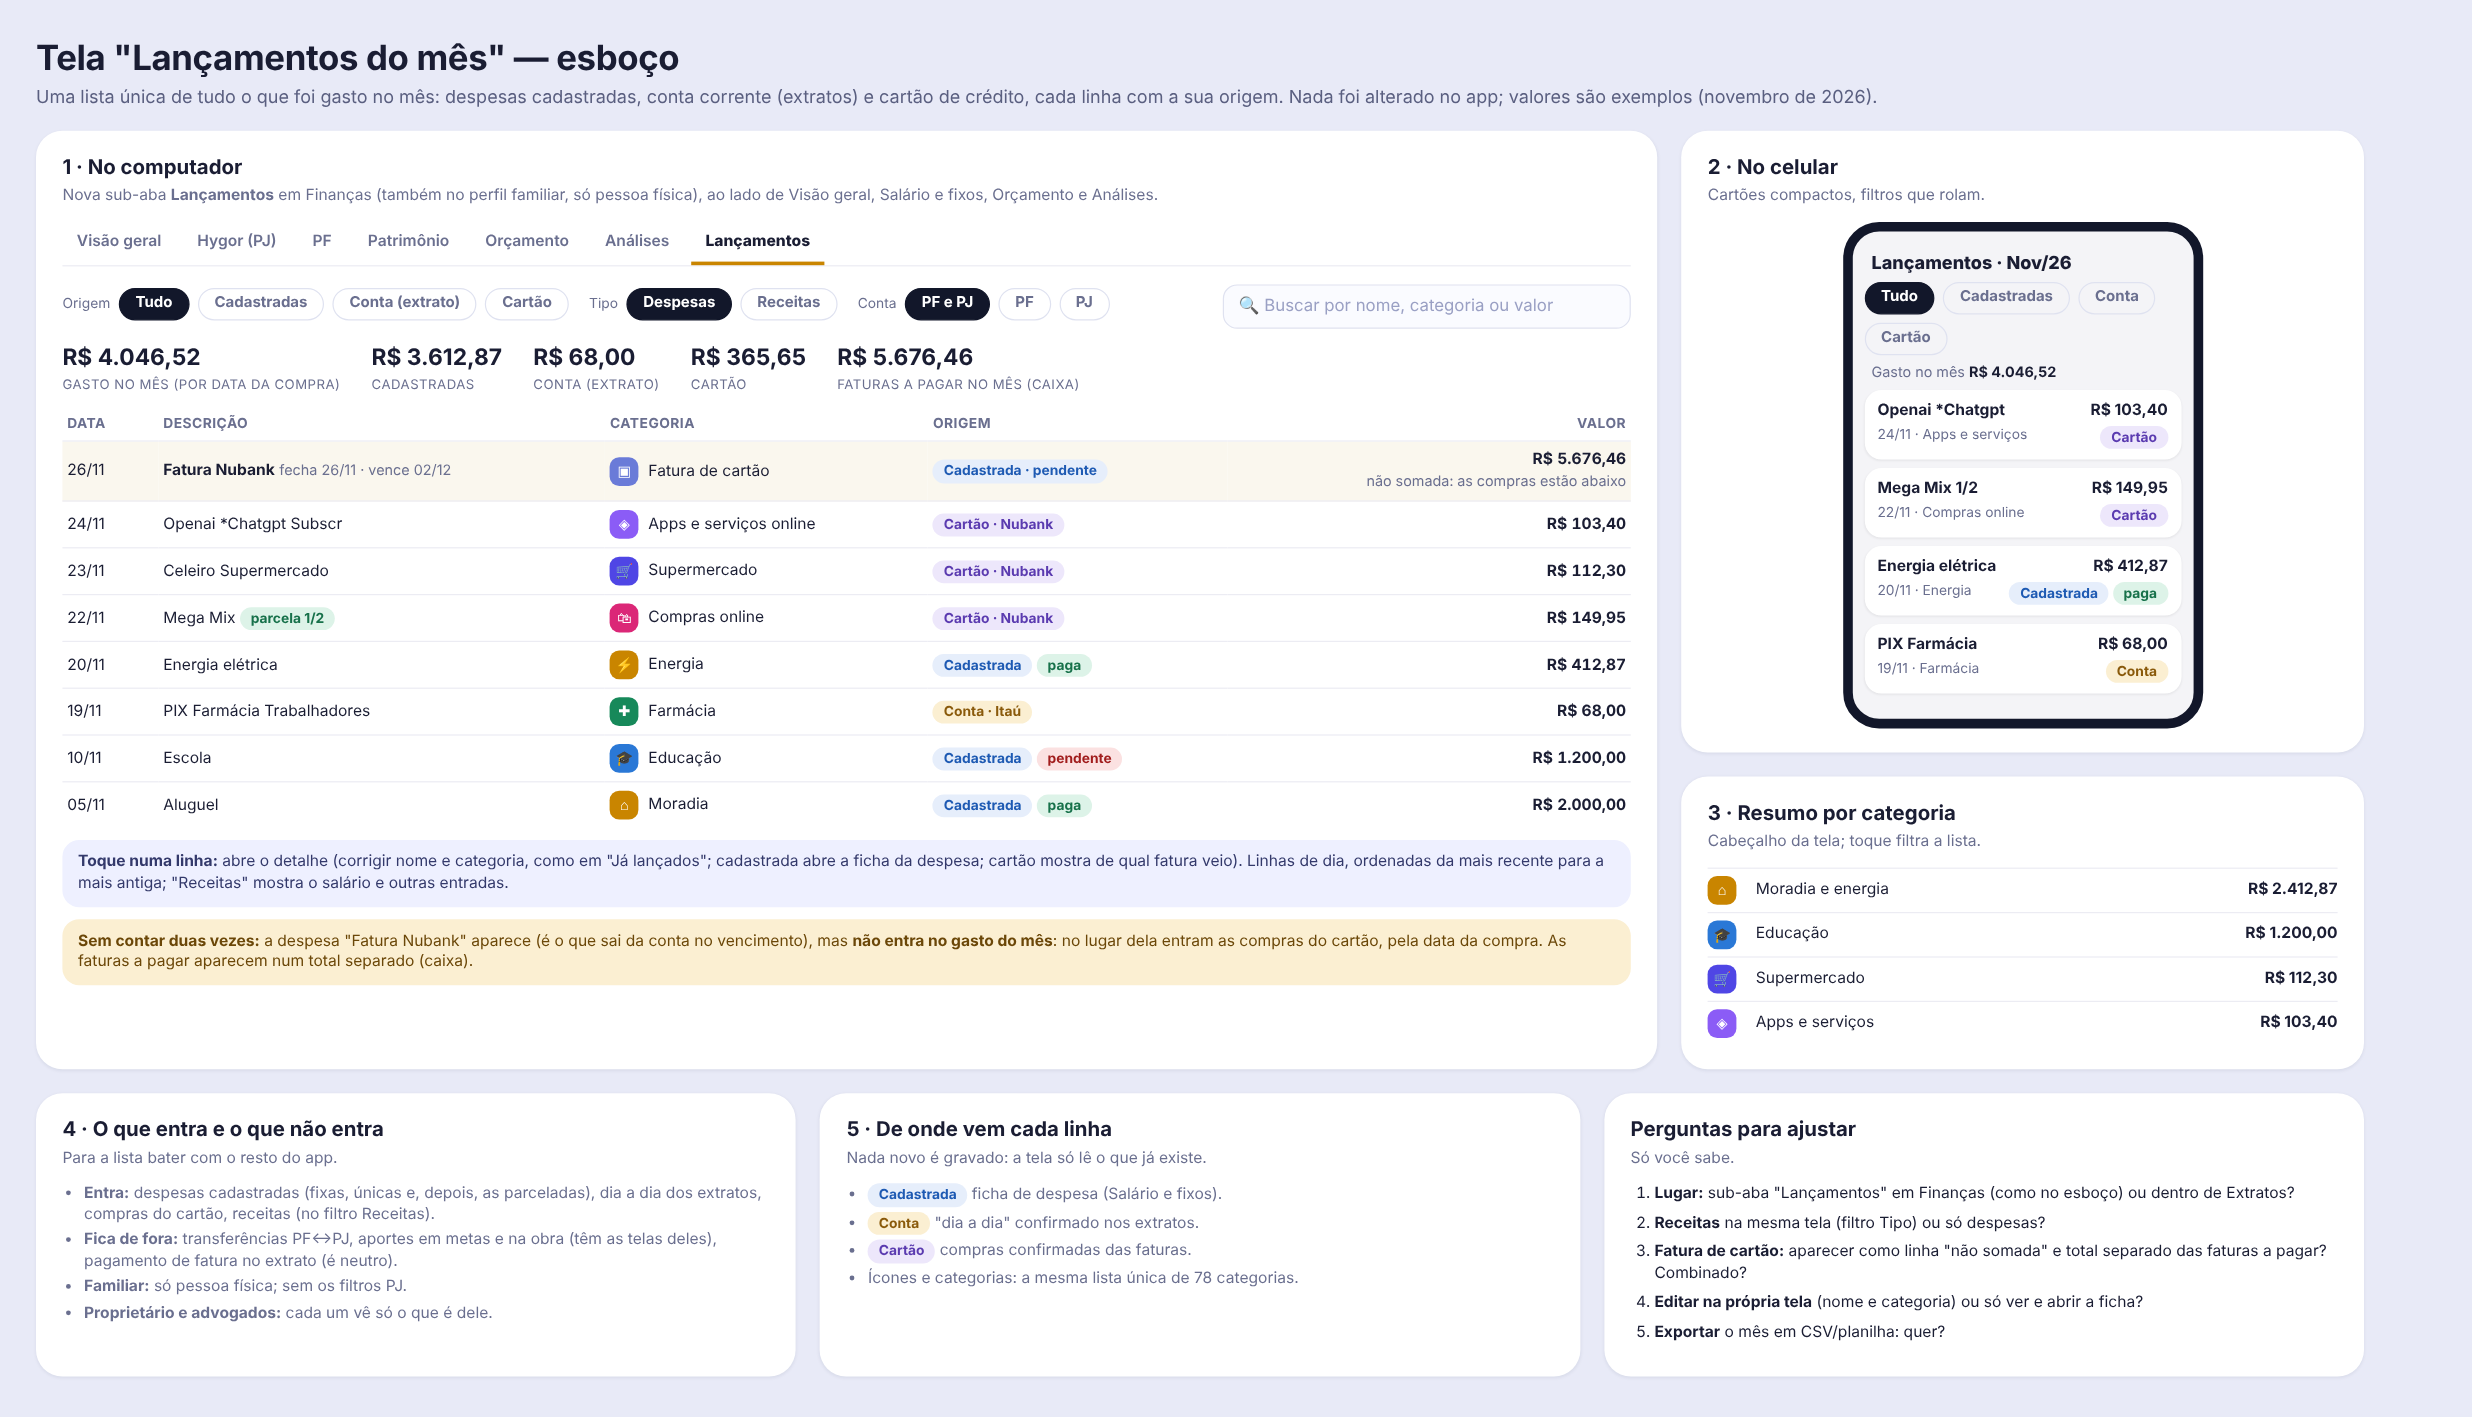 Tela "Lançamentos do mês" — esboço
Uma lista única de tudo o que foi gasto no mês: despesas cadastradas, conta corrente (extratos) e cartão de crédito, cada linha com a sua origem. Nada foi alterado no app; valores são exemplos (novembro de 2026).
1 · No computador
Nova sub-aba Lançamentos em Finanças (também no perfil familiar, só pessoa física), ao lado de Visão geral, Salário e fixos, Orçamento e Análises.
Visão geral Hygor (PJ) PF Patrimônio Orçamento Análises Lançamentos
Origem Tudo Cadastradas Conta (extrato) Cartão Tipo Despesas Receitas Conta PF e PJ PF PJ 🔍 Buscar por nome, categoria ou valor
R$ 4.046,52 R$ 3.612,87 R$ 68,00 R$ 365,65 R$ 5.676,46
GASTO NO MÊS (POR DATA DA COMPRA) CADASTRADAS CONTA (EXTRATO) CARTÃO FATURAS A PAGAR NO MÊS (CAIXA)
DATA DESCRIÇÃO CATEGORIA ORIGEM VALOR
26/11 Fatura Nubank fecha 26/11 · vence 02/12 Fatura de cartão Cadastrada · pendente R$ 5.676,46
não somada: as compras estão abaixo
24/11 Openai *Chatgpt Subscr Apps e serviços online Cartão · Nubank R$ 103,40
23/11 Celeiro Supermercado Supermercado Cartão · Nubank R$ 112,30
22/11 Mega Mix parcela 1/2 Compras online Cartão · Nubank R$ 149,95
20/11 Energia elétrica Energia Cadastrada paga R$ 412,87
19/11 PIX Farmácia Trabalhadores Farmácia Conta · Itaú R$ 68,00
10/11 Escola Educação Cadastrada pendente R$ 1.200,00
05/11 Aluguel Moradia Cadastrada paga R$ 2.000,00
Toque numa linha: abre o detalhe (corrigir nome e categoria, como em "Já lançados"; cadastrada abre a ficha da despesa; cartão mostra de qual fatura veio). Linhas de dia, ordenadas da mais recente para a
mais antiga; "Receitas" mostra o salário e outras entradas.
Sem contar duas vezes: a despesa "Fatura Nubank" aparece (é o que sai da conta no vencimento), mas não entra no gasto do mês: no lugar dela entram as compras do cartão, pela data da compra. As
faturas a pagar aparecem num total separado (caixa).
2 · No celular
Cartões compactos, filtros que rolam.
Lançamentos · Nov/26
Tudo Cadastradas Conta
Cartão
Gasto no mês R$ 4.046,52
Openai *Chatgpt R$ 103,40
24/11 · Apps e serviços Cartão
Mega Mix 1/2 R$ 149,95
22/11 · Compras online Cartão
Energia elétrica R$ 412,87
20/11 · Energia Cadastrada paga
PIX Farmácia R$ 68,00
19/11 · Farmácia Conta
3 · Resumo por categoria
Cabeçalho da tela; toque filtra a lista.
Moradia e energia R$ 2.412,87
Educação R$ 1.200,00
Supermercado R$ 112,30
Apps e serviços R$ 103,40
4 · O que entra e o que não entra
Para a lista bater com o resto do app.
• Entra: despesas cadastradas (fixas, únicas e, depois, as parceladas), dia a dia dos extratos,
compras do cartão, receitas (no filtro Receitas).
• Fica de fora: transferências PF↔PJ, aportes em metas e na obra (têm as telas deles),
pagamento de fatura no extrato (é neutro).
• Familiar: só pessoa física; sem os filtros PJ.
• Proprietário e advogados: cada um vê só o que é dele.
5 · De onde vem cada linha
Nada novo é gravado: a tela só lê o que já existe.
• Cadastrada ficha de despesa (Salário e fixos).
• Conta "dia a dia" confirmado nos extratos.
• Cartão compras confirmadas das faturas.
• Ícones e categorias: a mesma lista única de 78 categorias.
Perguntas para ajustar
Só você sabe.
1. Lugar: sub-aba "Lançamentos" em Finanças (como no esboço) ou dentro de Extratos?
2. Receitas na mesma tela (filtro Tipo) ou só despesas?
3. Fatura de cartão: aparecer como linha "não somada" e total separado das faturas a pagar?
Combinado?
4. Editar na própria tela (nome e categoria) ou só ver e abrir a ficha?
5. Exportar o mês em CSV/planilha: quer?